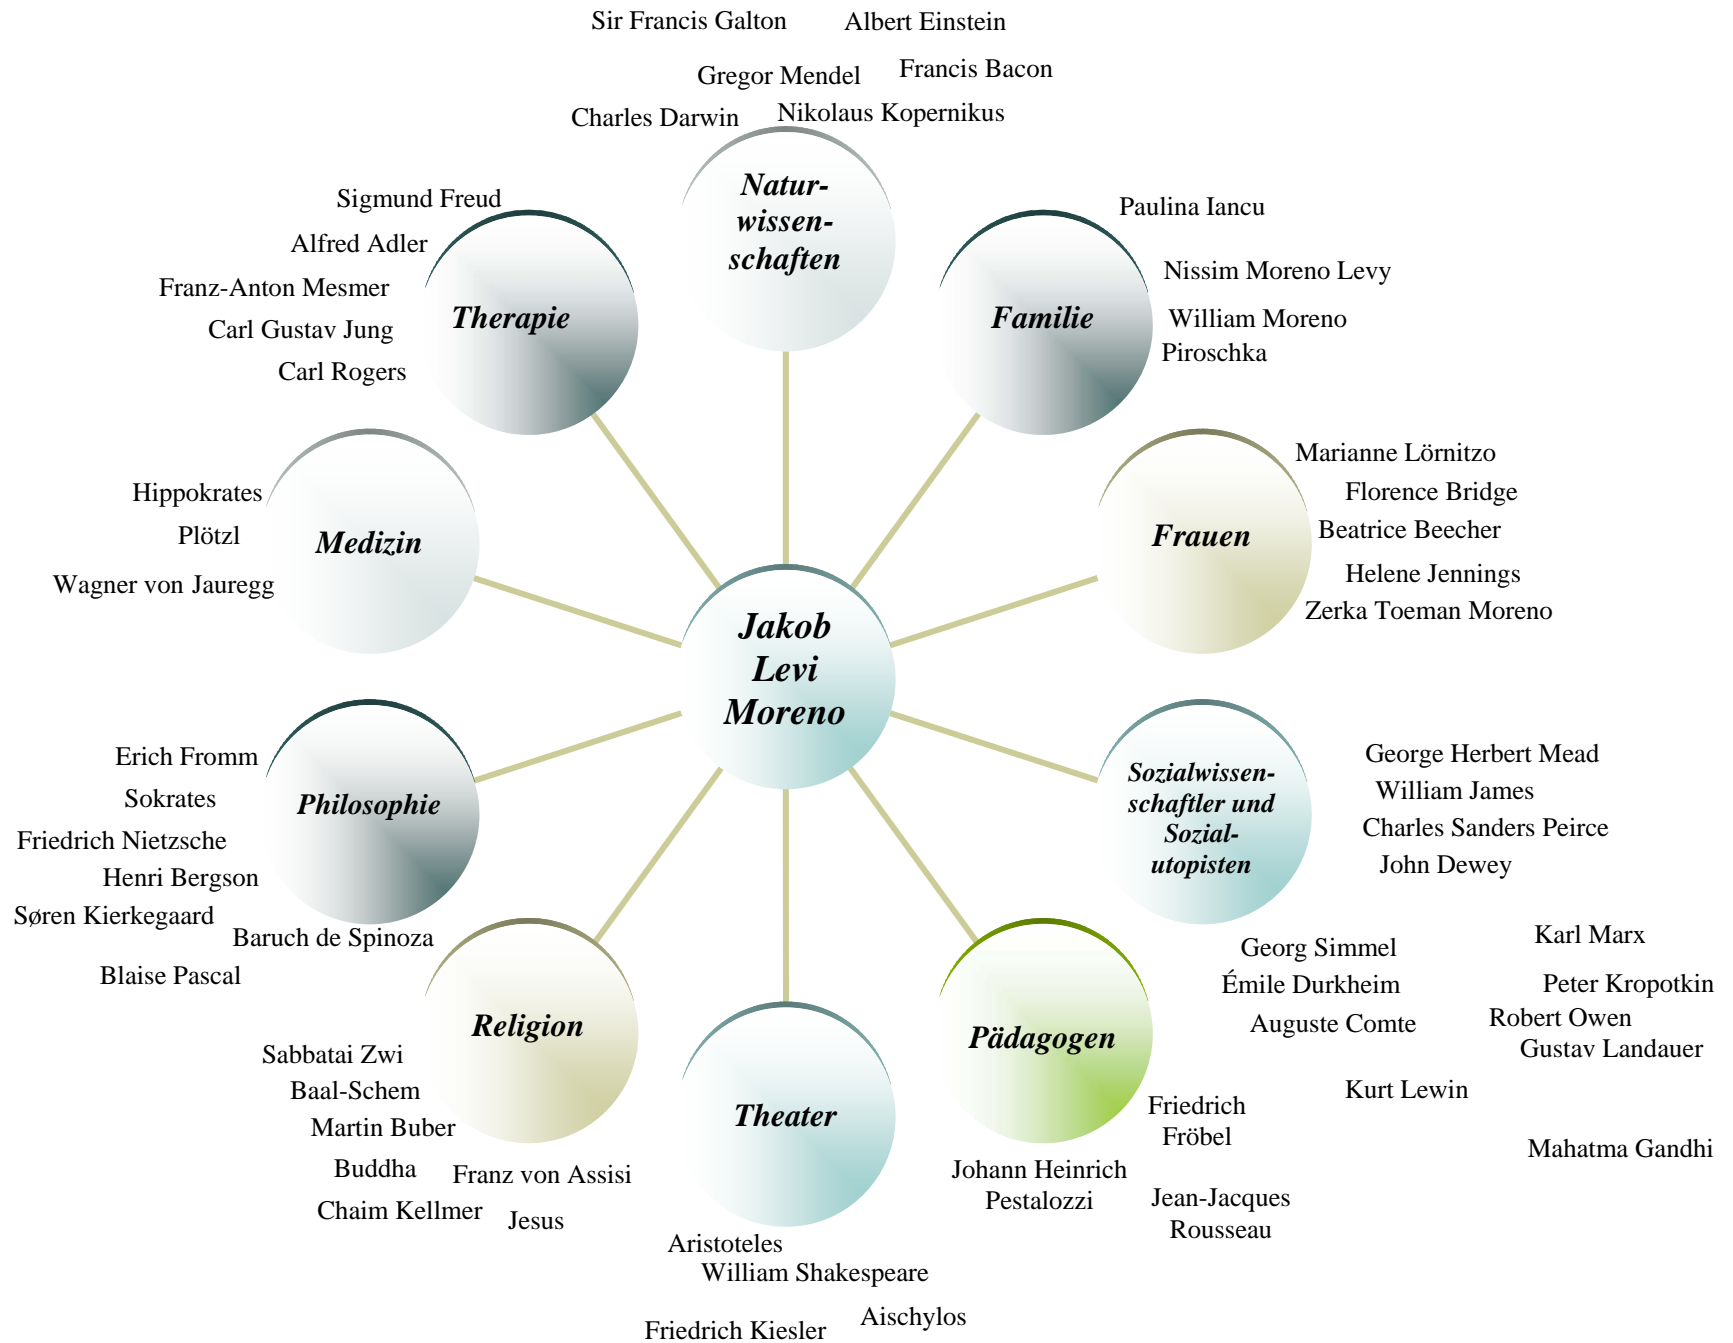 Sir Francis Galton
Albert Einstein
Gregor Mendel
Francis Bacon
Charles Darwin
Nikolaus Kopernikus
Natur-
wissen-
schaften
Sigmund Freud
Alfred Adler
Franz-Anton Mesmer
Carl Gustav Jung
Carl Rogers
Therapie
Paulina Iancu
Nissim Moreno Levy
William Moreno
Piroschka
Familie
Hippokrates
Plötzl
Wagner von Jauregg
Medizin
Marianne Lörnitzo
Florence Bridge
Beatrice Beecher
Helene Jennings
Zerka Toeman Moreno
Frauen
Jakob
Levi
Moreno
Erich Fromm
Sokrates
Friedrich Nietzsche
Henri Bergson
Søren Kierkegaard
Baruch de Spinoza
Blaise Pascal
Philosophie
Sozialwissen-
schaftler und
Sozial-
utopisten
George Herbert Mead
William James
Charles Sanders Peirce
John Dewey
Georg Simmel
Émile Durkheim
Auguste Comte
Karl Marx
Peter Kropotkin
Robert Owen
Gustav Landauer
Kurt Lewin
Mahatma Gandhi
Religion
Sabbatai Zwi
Baal-Schem
Martin Buber
Buddha
Franz von Assisi
Chaim Kellmer
Jesus
Theater
Aristoteles
William Shakespeare
Aischylos
Friedrich Kiesler
Pädagogen
Friedrich
Fröbel
Johann Heinrich
Pestalozzi
Jean-Jacques
Rousseau